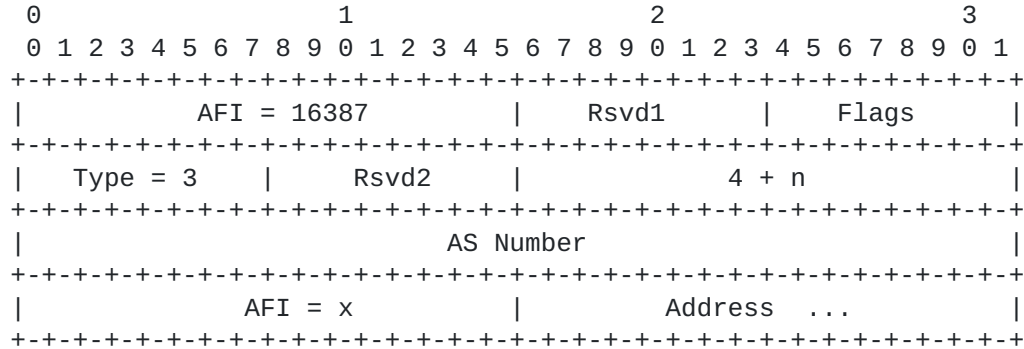 0                   1                   2                   3
 0 1 2 3 4 5 6 7 8 9 0 1 2 3 4 5 6 7 8 9 0 1 2 3 4 5 6 7 8 9 0 1
+-+-+-+-+-+-+-+-+-+-+-+-+-+-+-+-+-+-+-+-+-+-+-+-+-+-+-+-+-+-+-+-+
|           AFI = 16387         |    Rsvd1      |    Flags      |
+-+-+-+-+-+-+-+-+-+-+-+-+-+-+-+-+-+-+-+-+-+-+-+-+-+-+-+-+-+-+-+-+
|   Type = 3    |     Rsvd2     |             4 + n             |
+-+-+-+-+-+-+-+-+-+-+-+-+-+-+-+-+-+-+-+-+-+-+-+-+-+-+-+-+-+-+-+-+
|                           AS Number                           |
+-+-+-+-+-+-+-+-+-+-+-+-+-+-+-+-+-+-+-+-+-+-+-+-+-+-+-+-+-+-+-+-+
|              AFI = x          |         Address  ...          |
+-+-+-+-+-+-+-+-+-+-+-+-+-+-+-+-+-+-+-+-+-+-+-+-+-+-+-+-+-+-+-+-+